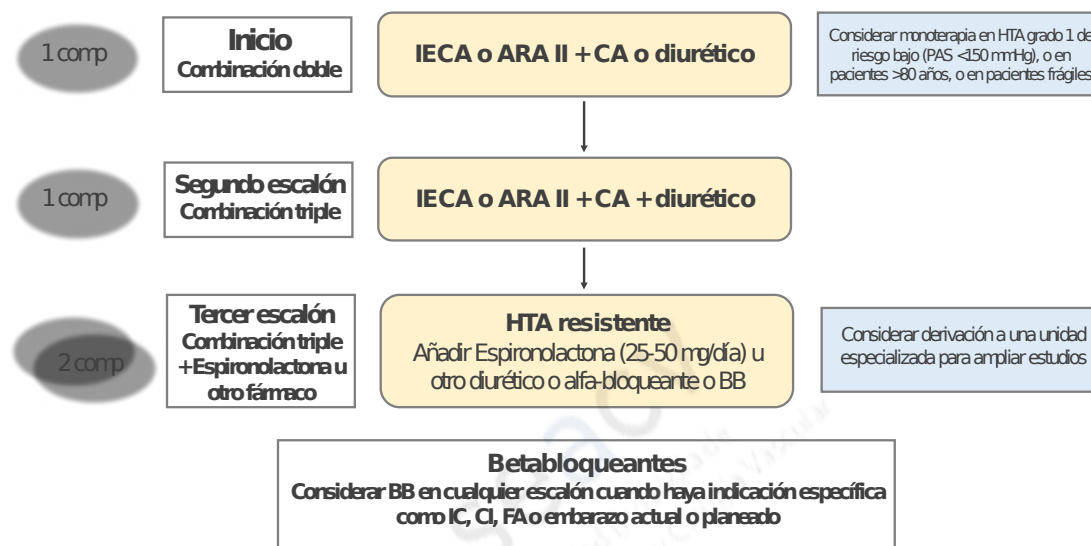 1 comp
Inicio
Combinación doble
IECA o ARA II + CA o diurético
Considerar monoterapia en HTA grado 1 de
riesgo bajo (PAS <150 mmHg), o en
pacientes >80 años, o en pacientes frágiles
1 comp
Segundo escalón
Combinación triple
IECA o ARA II + CA + diurético
2 comp
Tercer escalón
Combinación triple
+Espironolactona u
otro fármaco
HTA resistente
Añadir Espironolactona (25-50 mg/día) u
otro diurético o alfa-bloqueante o BB
Considerar derivación a una unidad
especializada para ampliar estudios
Betabloqueantes
Considerar BB en cualquier escalón cuando haya indicación específica
como IC, CI, FA o embarazo actual o planeado
seacv